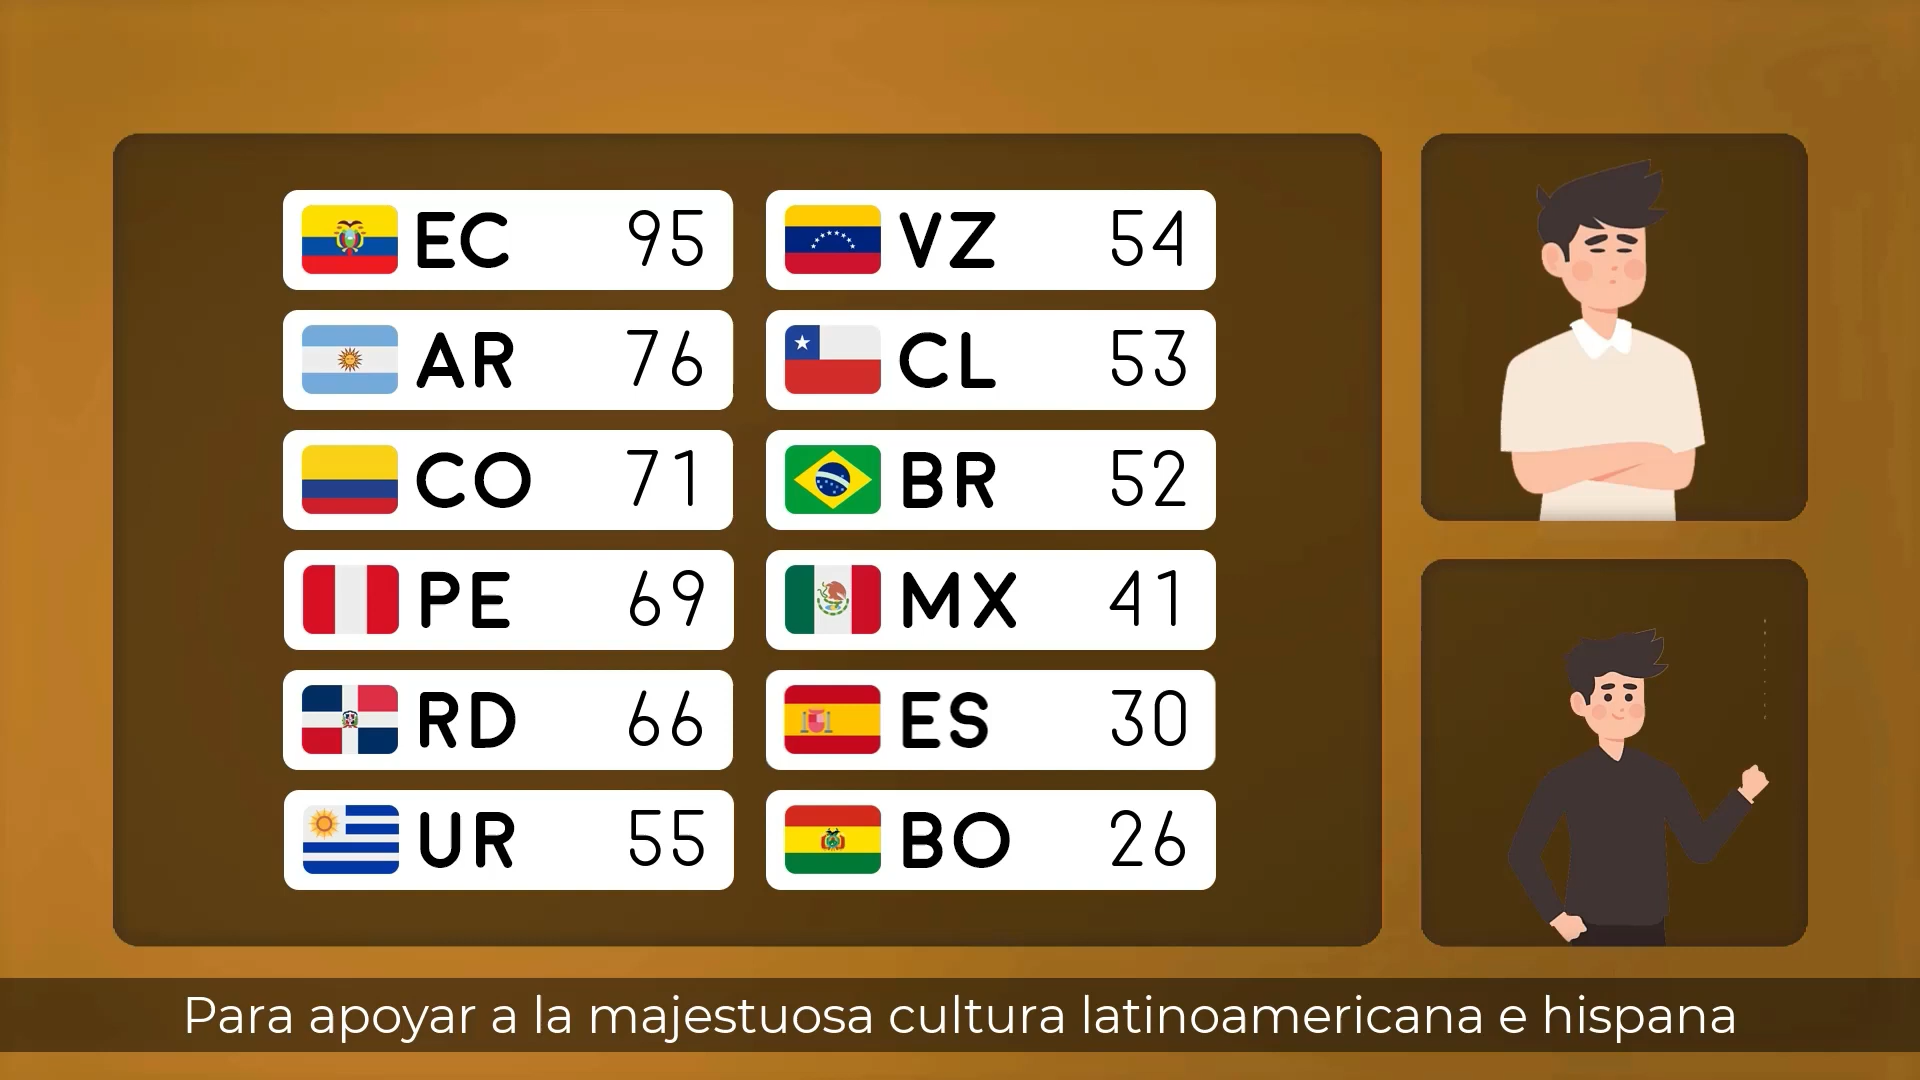 EC 95
AR 76
CO 71
PE 69
RD 66
UR 55
VZ 54
CL 53
BR 52
MX 41
ES 30
BO 26
Para apoyar a la majestuosa cultura latinoamericana e hispana